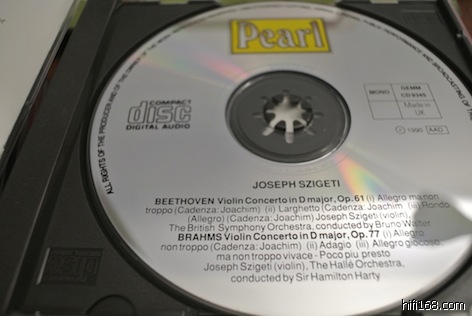 Pearl
ALL RIGHTS OF THE PRODUCER AND OF THE OWNER OF THE
PERFORMANCE AND BROADCASTING OF
COMPACT
disc
DIGITAL AUDIO
MONO
GEMM
CD 9345
Made in
UK
1990 AAD
JOSEPH SZIGETI
BEETHOVEN Violin Concerto in D major, Op. 61 (i) Allegro ma non
troppo (Cadenza: Joachim) (ii) Larghetto (Cadenza: Joachim (iii) Rondo
(Allegro) (Cadenza: Joachim) Joseph Szigeti (violin),
The British Symphony Orchestra, conducted by Bruno Walter
BRAHMS Violin Concerto in D major, Op. 77 (i) Allegro
non troppo (Cadenza: Joachim) (ii) Adagio (iii) Allegro giocoso
ma non troppo vivace - Poco piu presto
Joseph Szigeti (violin), The Hallé Orchestra,
conducted by Sir Hamilton Harty
hifi168.com